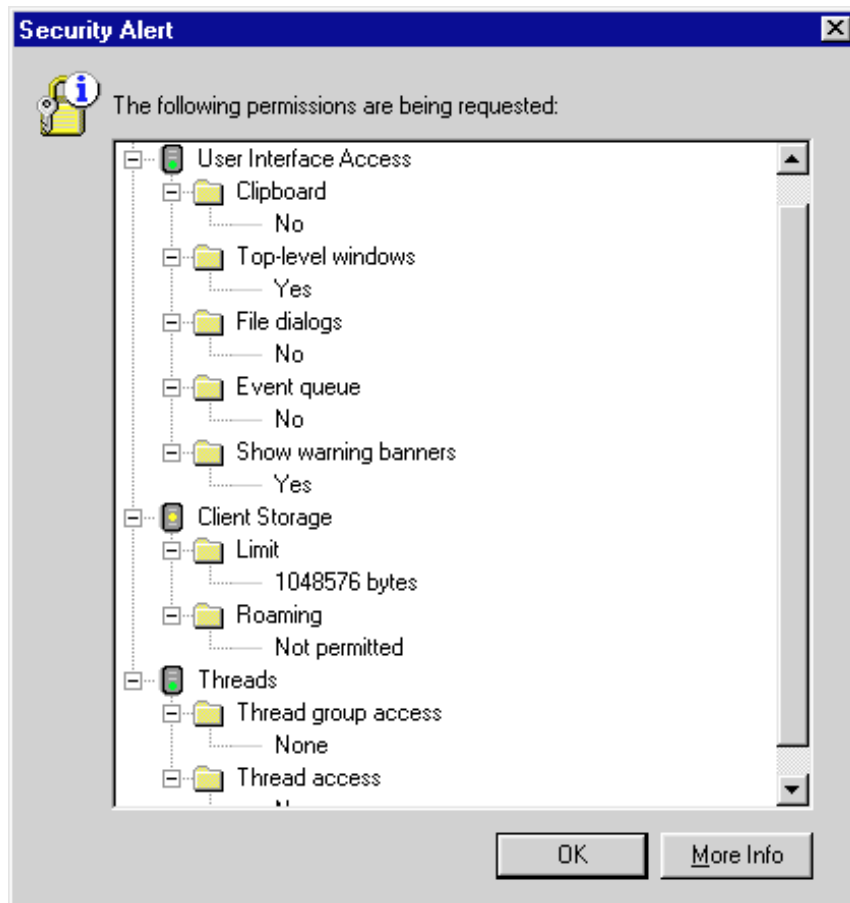 Security Alert
The following permissions are being requested:
User Interface Access
Clipboard
No
Top-level windows
Yes
File dialogs
No
Event queue
No
Show warning banners
Yes
Client Storage
Limit
1048576 bytes
Roaming
Not permitted
Threads
Thread group access
None
Thread access
OK
More Info